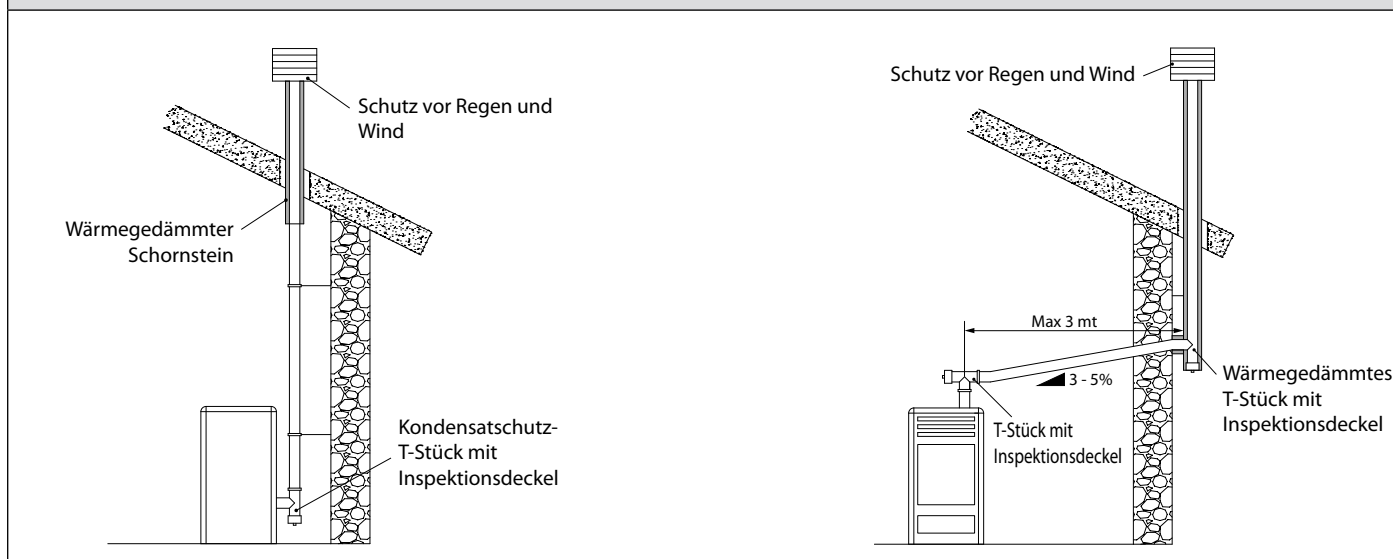 Schutz vor Regen und
Wind
Wärmegedämmter
Schornstein
Kondensatschutz-
T-Stück mit
Inspektionsdeckel
Schutz vor Regen und Wind
Max 3 mt
3 - 5%
T-Stück mit
Inspektionsdeckel
Wärmegedämmtes
T-Stück mit
Inspektionsdeckel